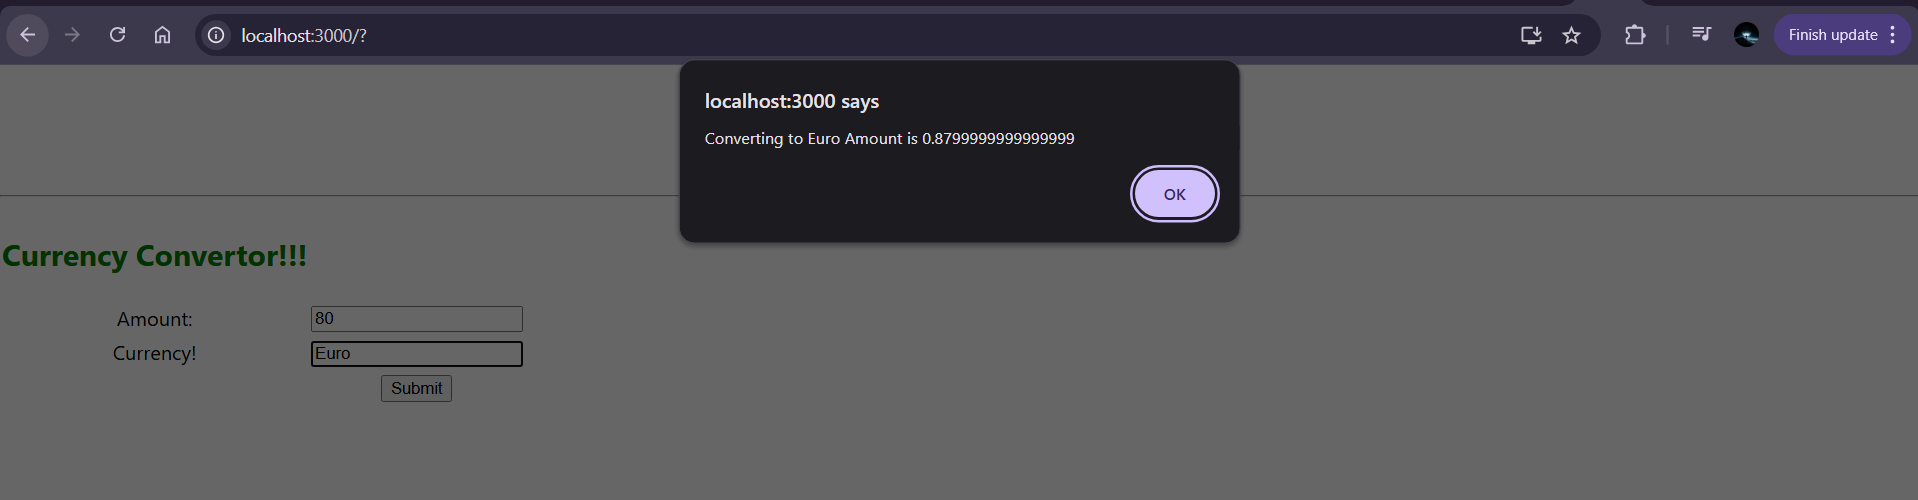 localhost:3000/?
Finish update
localhost:3000 says
Converting to Euro Amount is 0.8799999999999999
OK
Currency Convertor!!!
Amount: 80
Currency! Euro
Submit